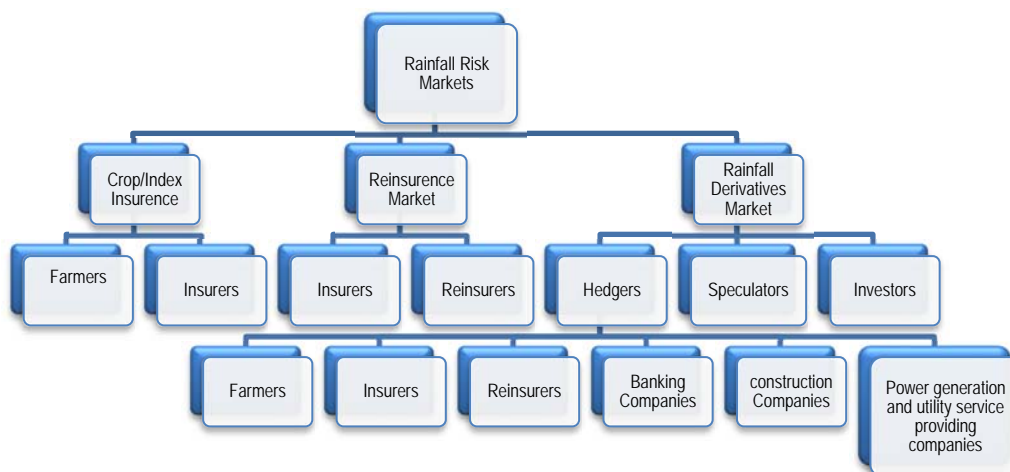 Rainfall Risk
Markets
Crop/Index
Insurence
Reinsurence
Market
Rainfall
Derivatives
Market
Farmers
Insurers
Insurers
Reinsurers
Hedgers
Speculators
Investors
Farmers
Insurers
Reinsurers
Banking
Companies
construction
Companies
Power generation
and utility service
providing
companies